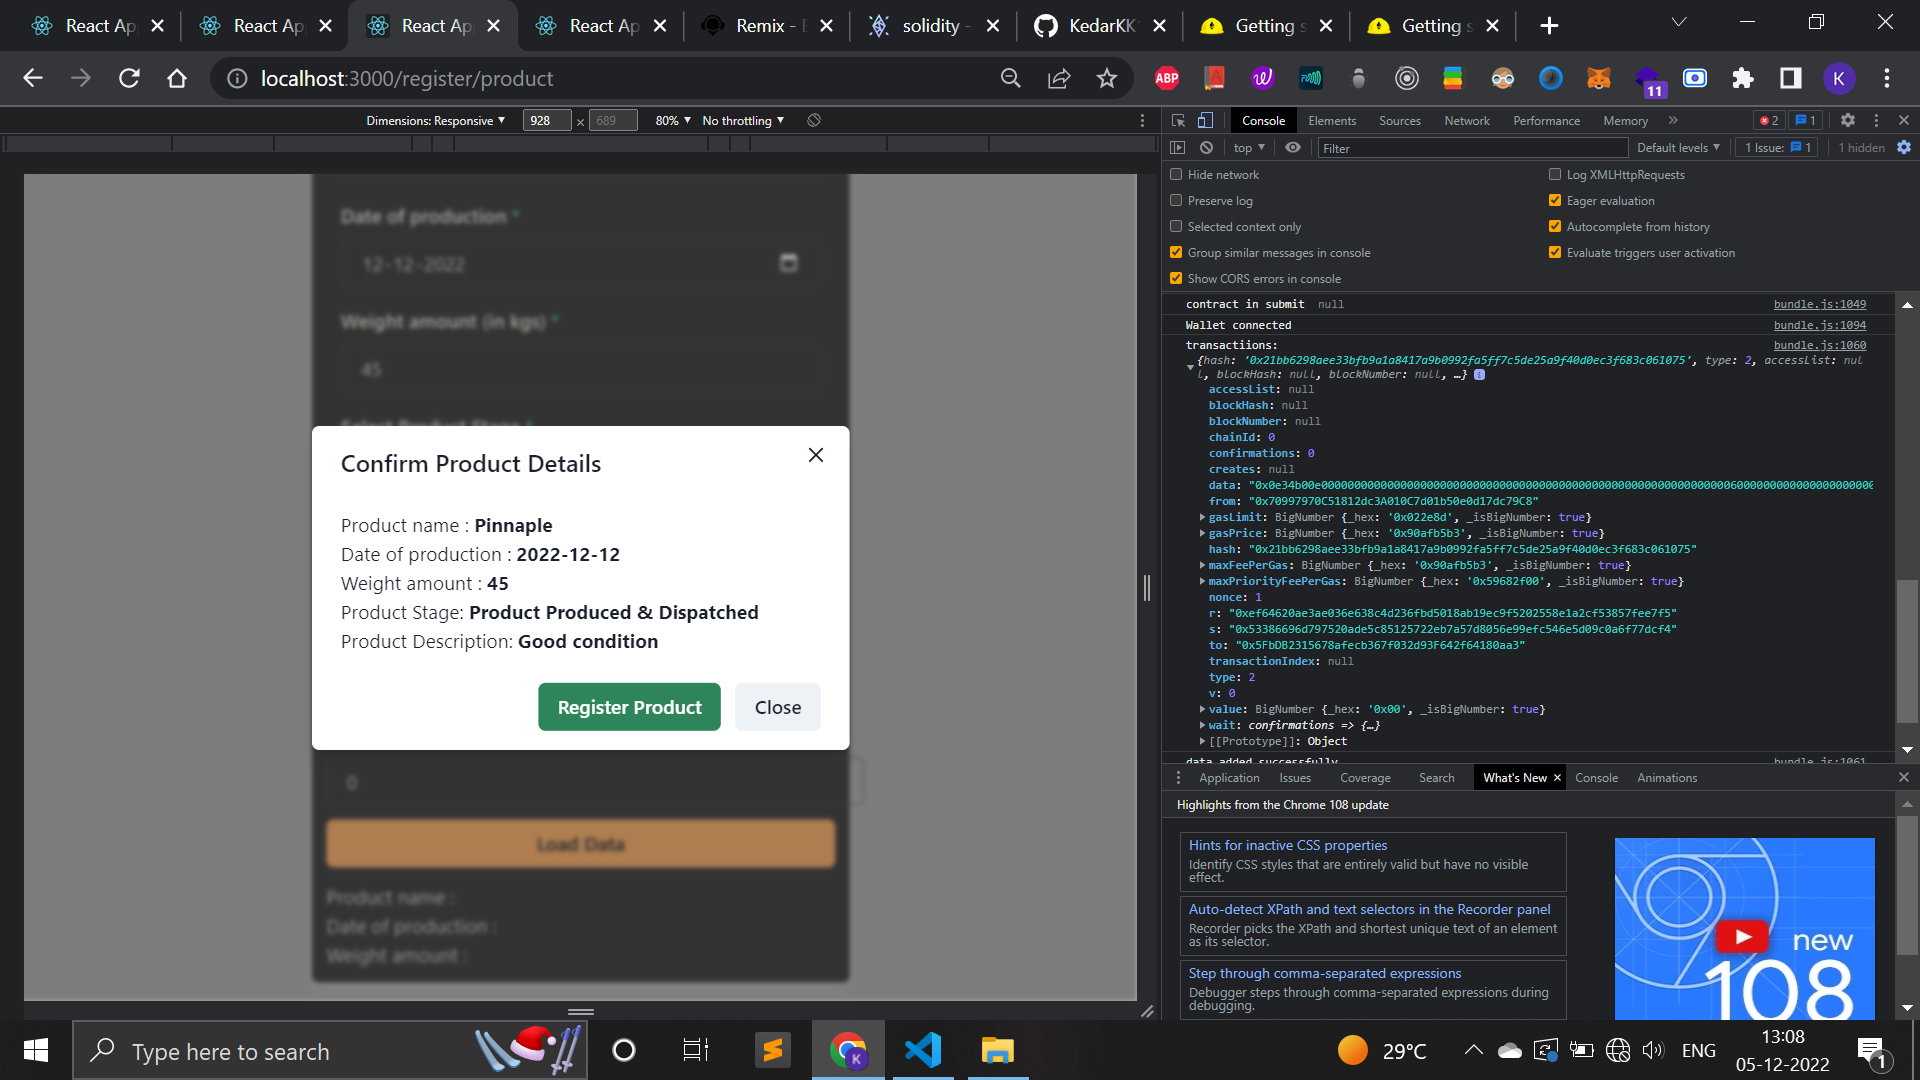 React Ap
React Ap
React Ap
React Ap
Remix - E
solidity -
KedarKK
Getting s
Getting s
localhost:3000/register/product
ABP
11
K
Dimensions: Responsive
928
×
689
80%
No throttling
Console
Elements
Sources
Network
Performance
Memory
2
1
top
Filter
Default levels
1 Issue:
1
1 hidden
Hide network
Log XMLHttpRequests
Preserve log
Eager evaluation
Selected context only
Autocomplete from history
Group similar messages in console
Evaluate triggers user activation
Show CORS errors in console
Date of production *
12-12-2022
Weight amount (in kgs) *
45
Select Product Stage *
Confirm Product Details
Product name : Pinnaple
Date of production : 2022-12-12
Weight amount : 45
Product Stage: Product Produced & Dispatched
Product Description: Good condition
Register Product
Close
0
Load Data
Product name :
Date of production :
Weight amount :
contract in submit null
bundle.js:1049
Wallet connected
bundle.js:1094
transactiions:
bundle.js:1060
{hash: '0x21bb6298aee33bfb9a1a8417a9b0992fa5ff7c5de25a9f40d0ec3f683c061075', type: 2, accessList: nul
l, blockHash: null, blockNumber: null, …}
accessList: null
blockHash: null
blockNumber: null
chainId: 0
confirmations: 0
creates: null
from: "0x70997970C51812dc3A010C7d01b50e0d17dc79C8"
gasLimit: BigNumber {_hex: '0x022e8d', _isBigNumber: true}
gasPrice: BigNumber {_hex: '0x90afb5b3', _isBigNumber: true}
hash: "0x21bb6298aee33bfb9a1a8417a9b0992fa5ff7c5de25a9f40d0ec3f683c061075"
maxFeePerGas: BigNumber {_hex: '0x90afb5b3', _isBigNumber: true}
maxPriorityFeePerGas: BigNumber {_hex: '0x59682f00', _isBigNumber: true}
nonce: 1
r: "0xef64620ae3ae036e638c4d236fbd5018ab19ec9f5202558e1a2cf53857fee7f5"
s: "0x53386696d797520ade5c85125722eb7a57d8056e99efc546e5d09c0a6f77dcf4"
to: "0x5FbDB2315678afecb367f032d93F642f64180aa3"
transactionIndex: null
type: 2
v: 0
value: BigNumber {_hex: '0x00', _isBigNumber: true}
wait: confirmations => {…}
[[Prototype]]: Object
data added successfully
bundle.js:1061
Application
Issues
Coverage
Search
What's New
Console
Animations
Highlights from the Chrome 108 update
Hints for inactive CSS properties
Identify CSS styles that are entirely valid but have no visible
effect.
Auto-detect XPath and text selectors in the Recorder panel
Recorder picks the XPath and shortest unique text of an element
as its selector.
Step through comma-separated expressions
Debugger steps through comma-separated expressions during
debugging.
new
108
Type here to search
29°C
ENG
13:08
05-12-2022
1